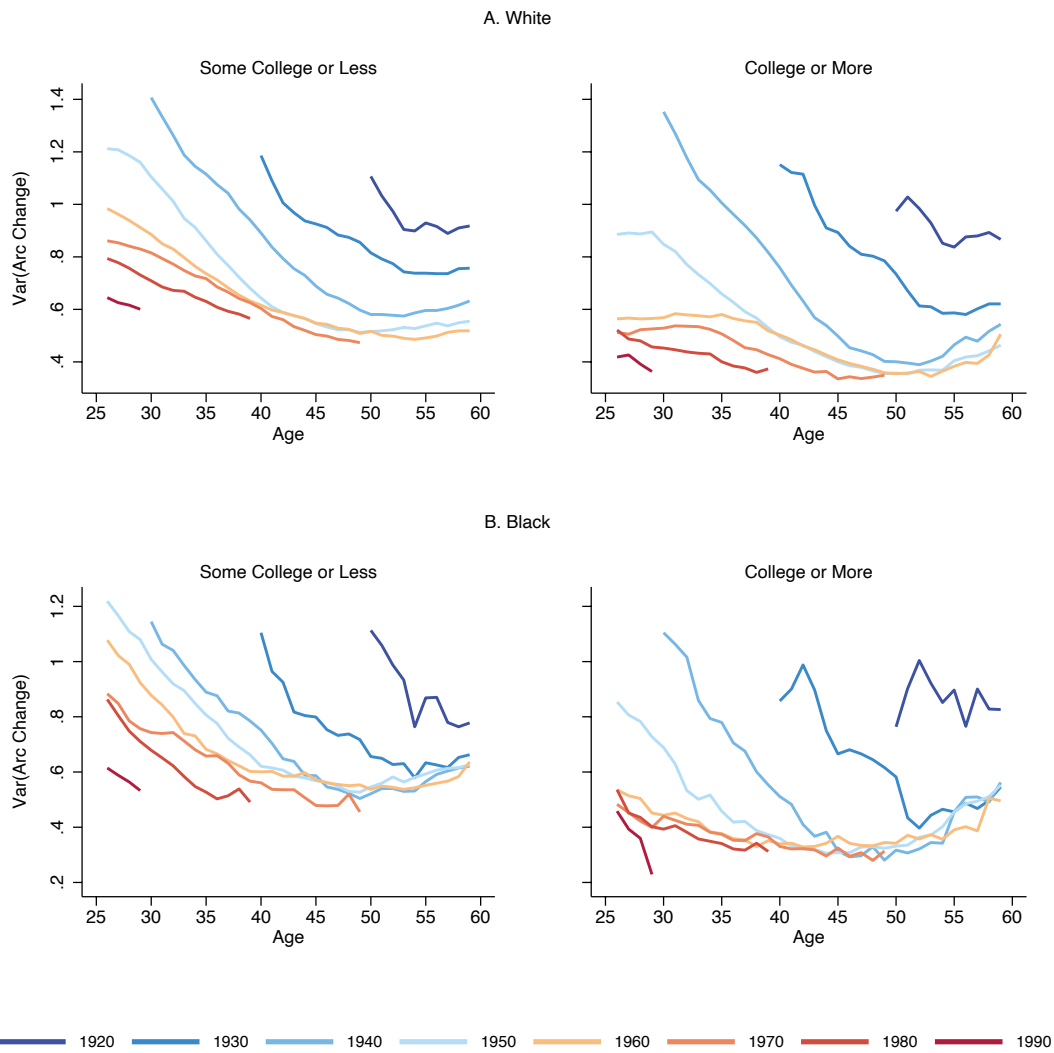 A. White
Some College or Less
College or More
Var(Arc Change)
1.4
1.2
1
.8
.6
.4
25 30 35 40 45 50 55 60
25 30 35 40 45 50 55 60
Age
Age
B. Black
Some College or Less
College or More
Var(Arc Change)
1.2
1
.8
.6
.4
.2
25 30 35 40 45 50 55 60
25 30 35 40 45 50 55 60
Age
Age
1920 1930 1940 1950 1960 1970 1980 1990